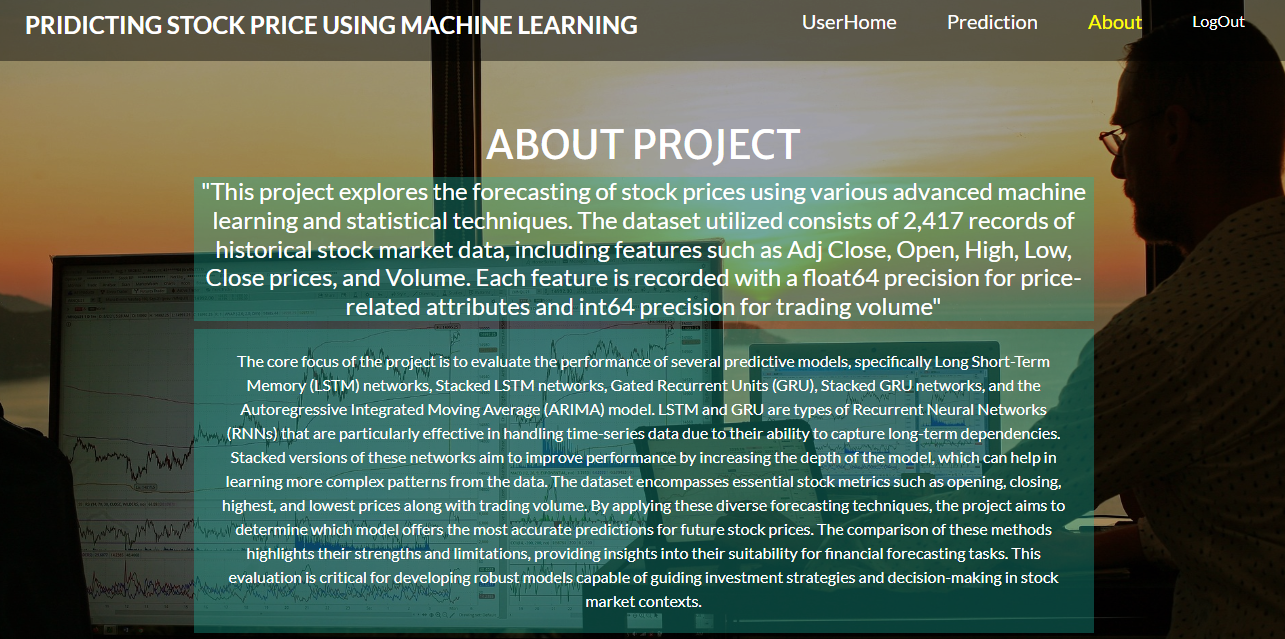 PRIDICTING STOCK PRICE USING MACHINE LEARNING
UserHome
Prediction
About
LogOut
ABOUT PROJECT
"This project explores the forecasting of stock prices using various advanced machine
learning and statistical techniques. The dataset utilized consists of 2,417 records of
historical stock market data, including features such as Adj Close, Open, High, Low,
Close prices, and Volume. Each feature is recorded with a float64 precision for price-
related attributes and int64 precision for trading volume"
The core focus of the project is to evaluate the performance of several predictive models, specifically Long Short-Term
Memory (LSTM) networks, Stacked LSTM networks, Gated Recurrent Units (GRU), Stacked GRU networks, and the
Autoregressive Integrated Moving Average (ARIMA) model. LSTM and GRU are types of Recurrent Neural Networks
(RNNs) that are particularly effective in handling time-series data due to their ability to capture long-term dependencies.
Stacked versions of these networks aim to improve performance by increasing the depth of the model, which can help in
learning more complex patterns from the data. The dataset encompasses essential stock metrics such as opening, closing,
highest, and lowest prices along with trading volume. By applying these diverse forecasting techniques, the project aims to
determine which model offers the most accurate predictions for future stock prices. The comparison of these methods
highlights their strengths and limitations, providing insights into their suitability for financial forecasting tasks. This
evaluation is critical for developing robust models capable of guiding investment strategies and decision-making in stock
market contexts.